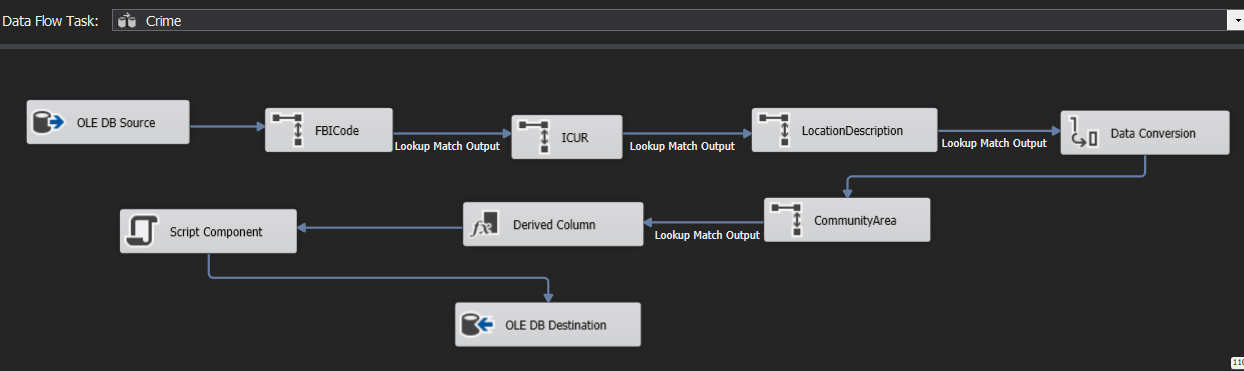 Data Flow Task: Crime
OLE DB Source
FBICode
Lookup Match Output
ICUR
Lookup Match Output
LocationDescription
Lookup Match Output
Data Conversion
CommunityArea
Lookup Match Output
Derived Column
Script Component
OLE DB Destination